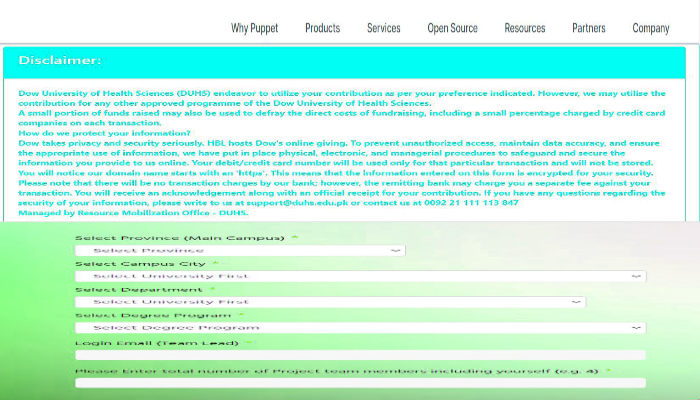 Why Puppet Products Services Open Source Resources Partners Company
Disclaimer:
Dow University of Health Sciences (DUHS) endeavor to utilize your contribution as per your preference indicated. However, we may utilise the
contribution for any other approved programme of the Dow University of Health Sciences.
A small portion of funds raised may also be used to defray the direct costs of fundraising, including a small percentage charged by credit card
companies on each transaction.
How do we protect your information?
Dow takes privacy and security seriously. HBL hosts Dow's online giving. To prevent unauthorized access, maintain data accuracy, and ensure
the appropriate use of information, we have put in place physical, electronic, and managerial procedures to safeguard and secure the
information you provide to us online. Your debit/credit card number will be used only for that particular transaction and will not be stored.
You will notice our domain name starts with an 'https'. This means that the information entered on this form is encrypted for your security.
Please note that there will be no transaction charges by our bank; however, the remitting bank may charge you a separate fee against your
transaction. You will receive an acknowledgement along with an official receipt for your contribution. If you have any questions regarding the
security of your information, please write to us at support@duhs.edu.pk or contact us at 0092 21 111 113 847
Managed by Resource Mobilization Office - DUHS.
Select Province (Main Campus) *
Select Province
Select Campus City *
Select University First
Select Department *
Select University First
Select Degree Program *
Select Degree Program
Login Email (Team Lead) *
Please Enter total number of Project team members including yourself (e.g. 4) *